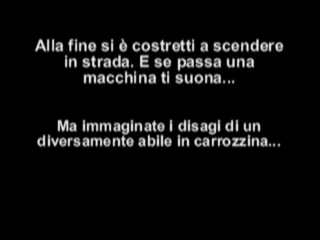 Alla fine si è costretti a scendere
in strada. E se passa una
macchina ti suona...
Ma immaginate i disagi di un
diversamente abile in carrozzina...